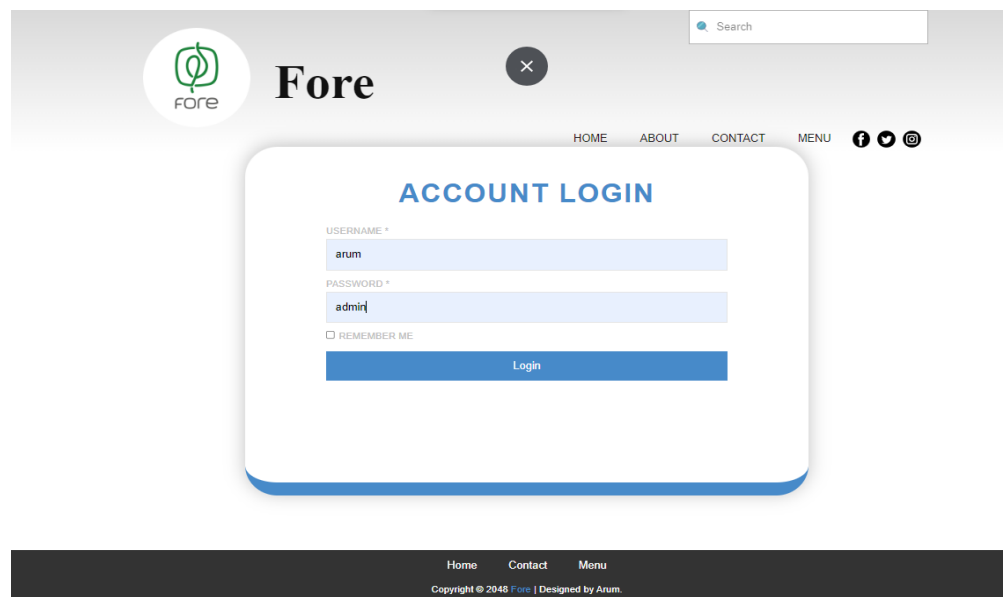 Search
FORE
Fore
HOME ABOUT CONTACT MENU
ACCOUNT LOGIN
USERNAME *
arum
PASSWORD *
admin
REMEMBER ME
Login
Home Contact Menu
Copyright © 2048 Fore | Designed by Arum.